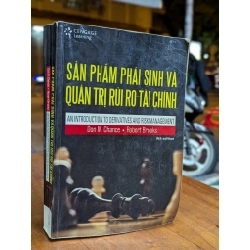 CENGAGE
Learning
SẢN PHẨM PHÁI SINH VÀ
QUẢN TRỊ RỦI RO TÀI CHÍNH
AN INTRODUCTION TO DERIVATIVES AND RISK MANAGEMENT
Don M. Chance • Robert Brooks